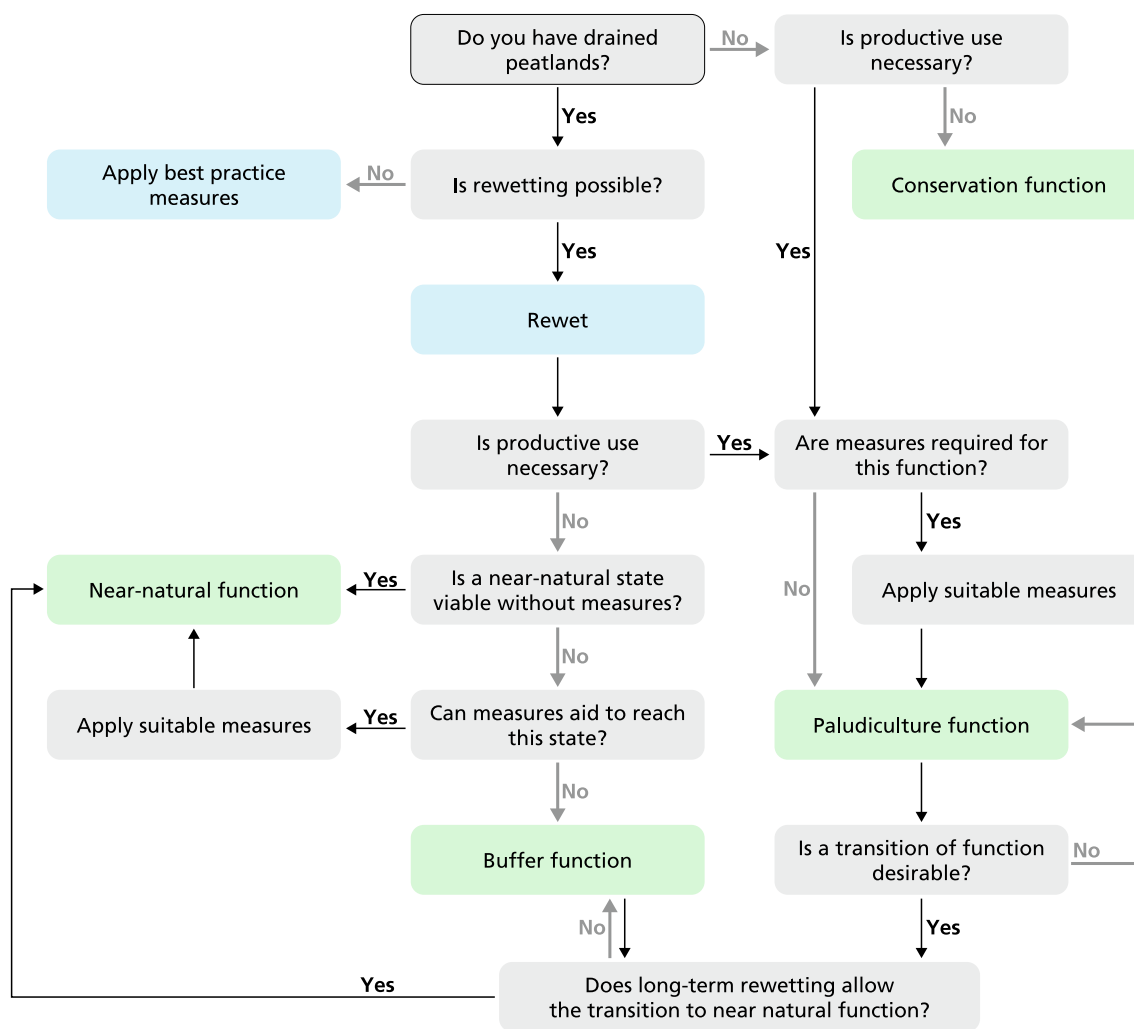 Do you have drained
peatlands?
No
Is productive use
necessary?
Yes
No
Apply best practice
measures
No
Is rewetting possible?
Conservation function
Yes
Yes
Rewet
Is productive use
necessary?
Yes
Are measures required for
this function?
No
Yes
Near-natural function
Yes
Is a near-natural state
viable without measures?
No
Apply suitable measures
No
Apply suitable measures
Yes
Can measures aid to reach
this state?
Paludiculture function
No
Buffer function
Is a transition of function
desirable?
No
No
Yes
Yes
Does long-term rewetting allow
the transition to near natural function?